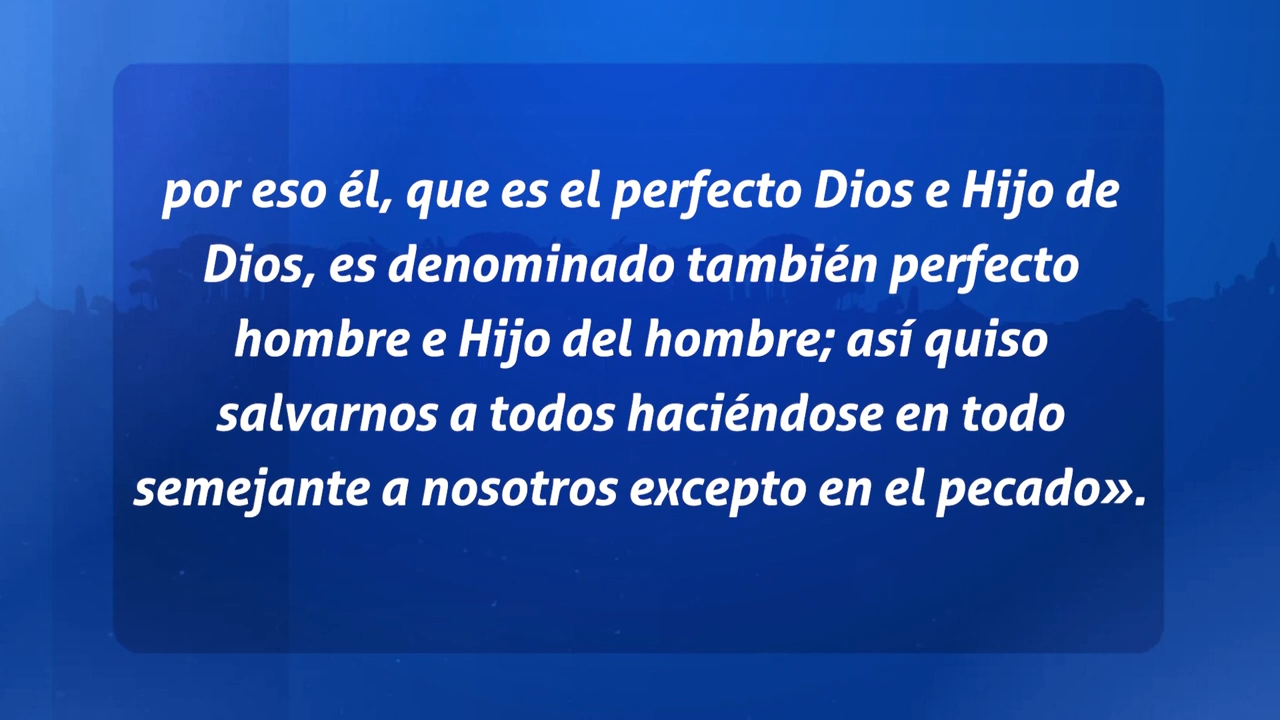 por eso él, que es el perfecto Dios e Hijo de
Dios, es denominado también perfecto
hombre e Hijo del hombre; así quiso
salvarnos a todos haciéndose en todo
semejante a nosotros excepto en el pecado».